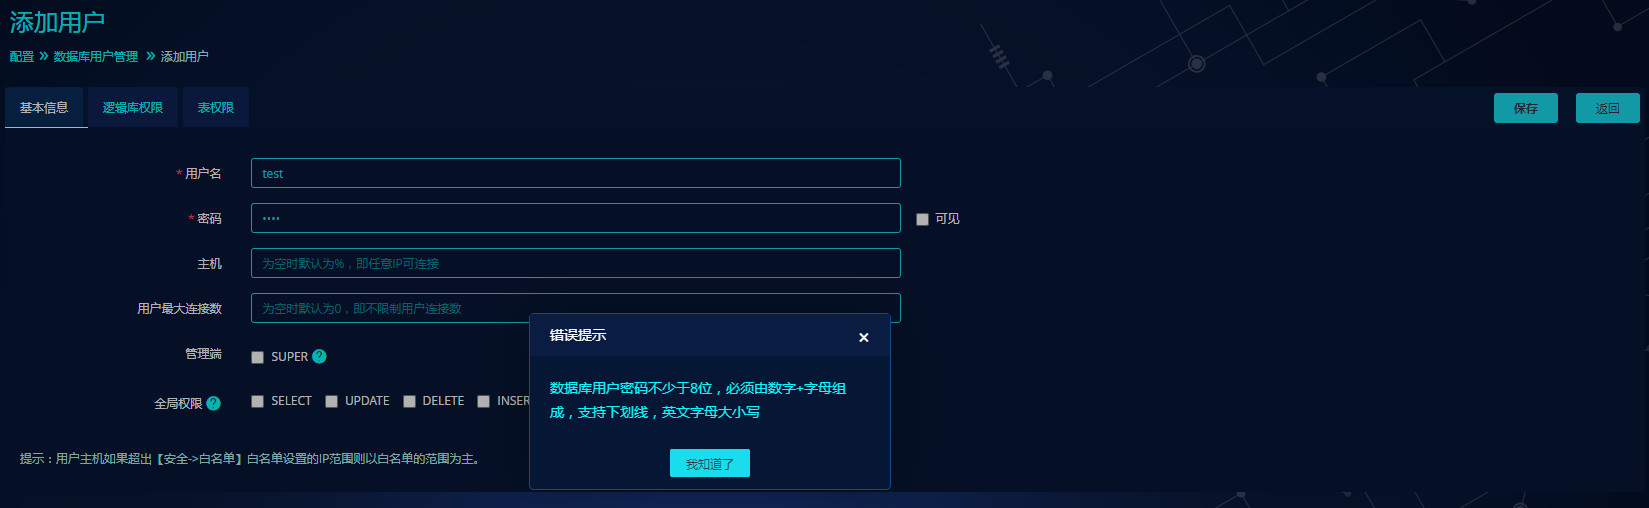 添加用户
配置 » 数据库用户管理 » 添加用户
基本信息 逻辑库权限 表权限 保存 返回
* 用户名 test
* 密码 •••• 可见
主机 为空时默认为%，即任意IP可连接
用户最大连接数 为空时默认为0，即不限制用户连接数
错误提示 ×
管理端 SUPER ?
数据库用户密码不少于8位，必须由数字+字母组
成，支持下划线，英文字母大小写
全局权限 ? SELECT UPDATE DELETE INSER
提示：用户主机如果超出【安全->白名单】白名单设置的IP范围则以白名单的范围为主。
我知道了